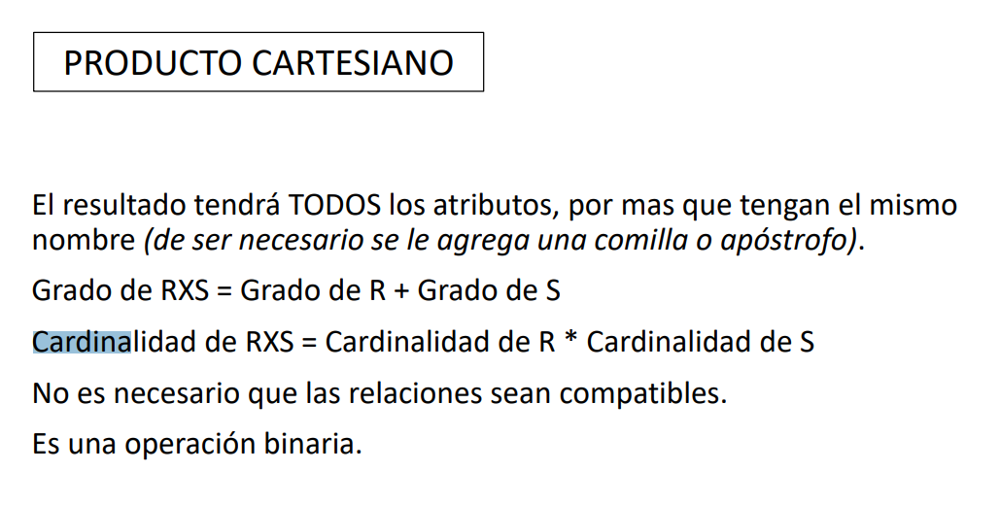 PRODUCTO CARTESIANO
El resultado tendrá TODOS los atributos, por mas que tengan el mismo
nombre (de ser necesario se le agrega una comilla o apóstrofo).
Grado de RXS = Grado de R + Grado de S
Cardinalidad de RXS = Cardinalidad de R * Cardinalidad de S
No es necesario que las relaciones sean compatibles.
Es una operación binaria.